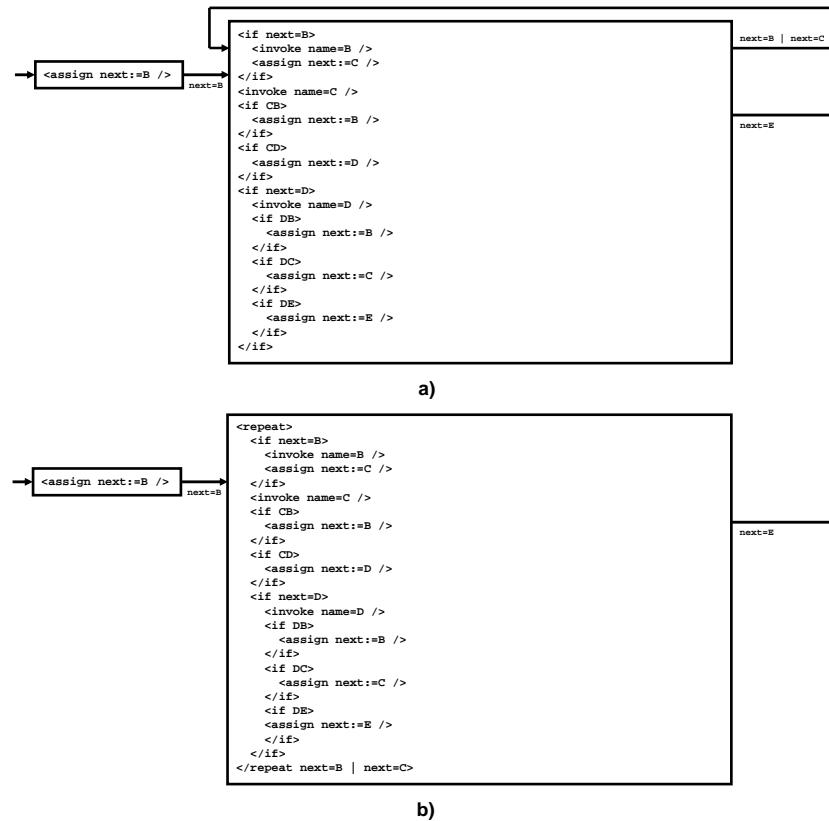 <if next=B>
<invoke name=B />
<assign next:=C />
</if>
<invoke name=C />
<if CB>
<assign next:=B />
</if>
<if CD>
<assign next:=D />
</if>
<if next=D>
<invoke name=D />
<if DB>
<assign next:=B />
</if>
<if DC>
<assign next:=C />
</if>
<if DE>
<assign next:=E />
</if>
</if>
<assign next:=B />
next=B
next=B | next=C
next=E
a)
<repeat>
<if next=B>
<invoke name=B />
<assign next:=C />
</if>
<invoke name=C />
<if CB>
<assign next:=B />
</if>
<if CD>
<assign next:=D />
</if>
<if next=D>
<invoke name=D />
<if DB>
<assign next:=B />
</if>
<if DC>
<assign next:=C />
</if>
<if DE>
<assign next:=E />
</if>
</if>
</repeat next=B | next=C>
<assign next:=B />
next=B
next=E
b)